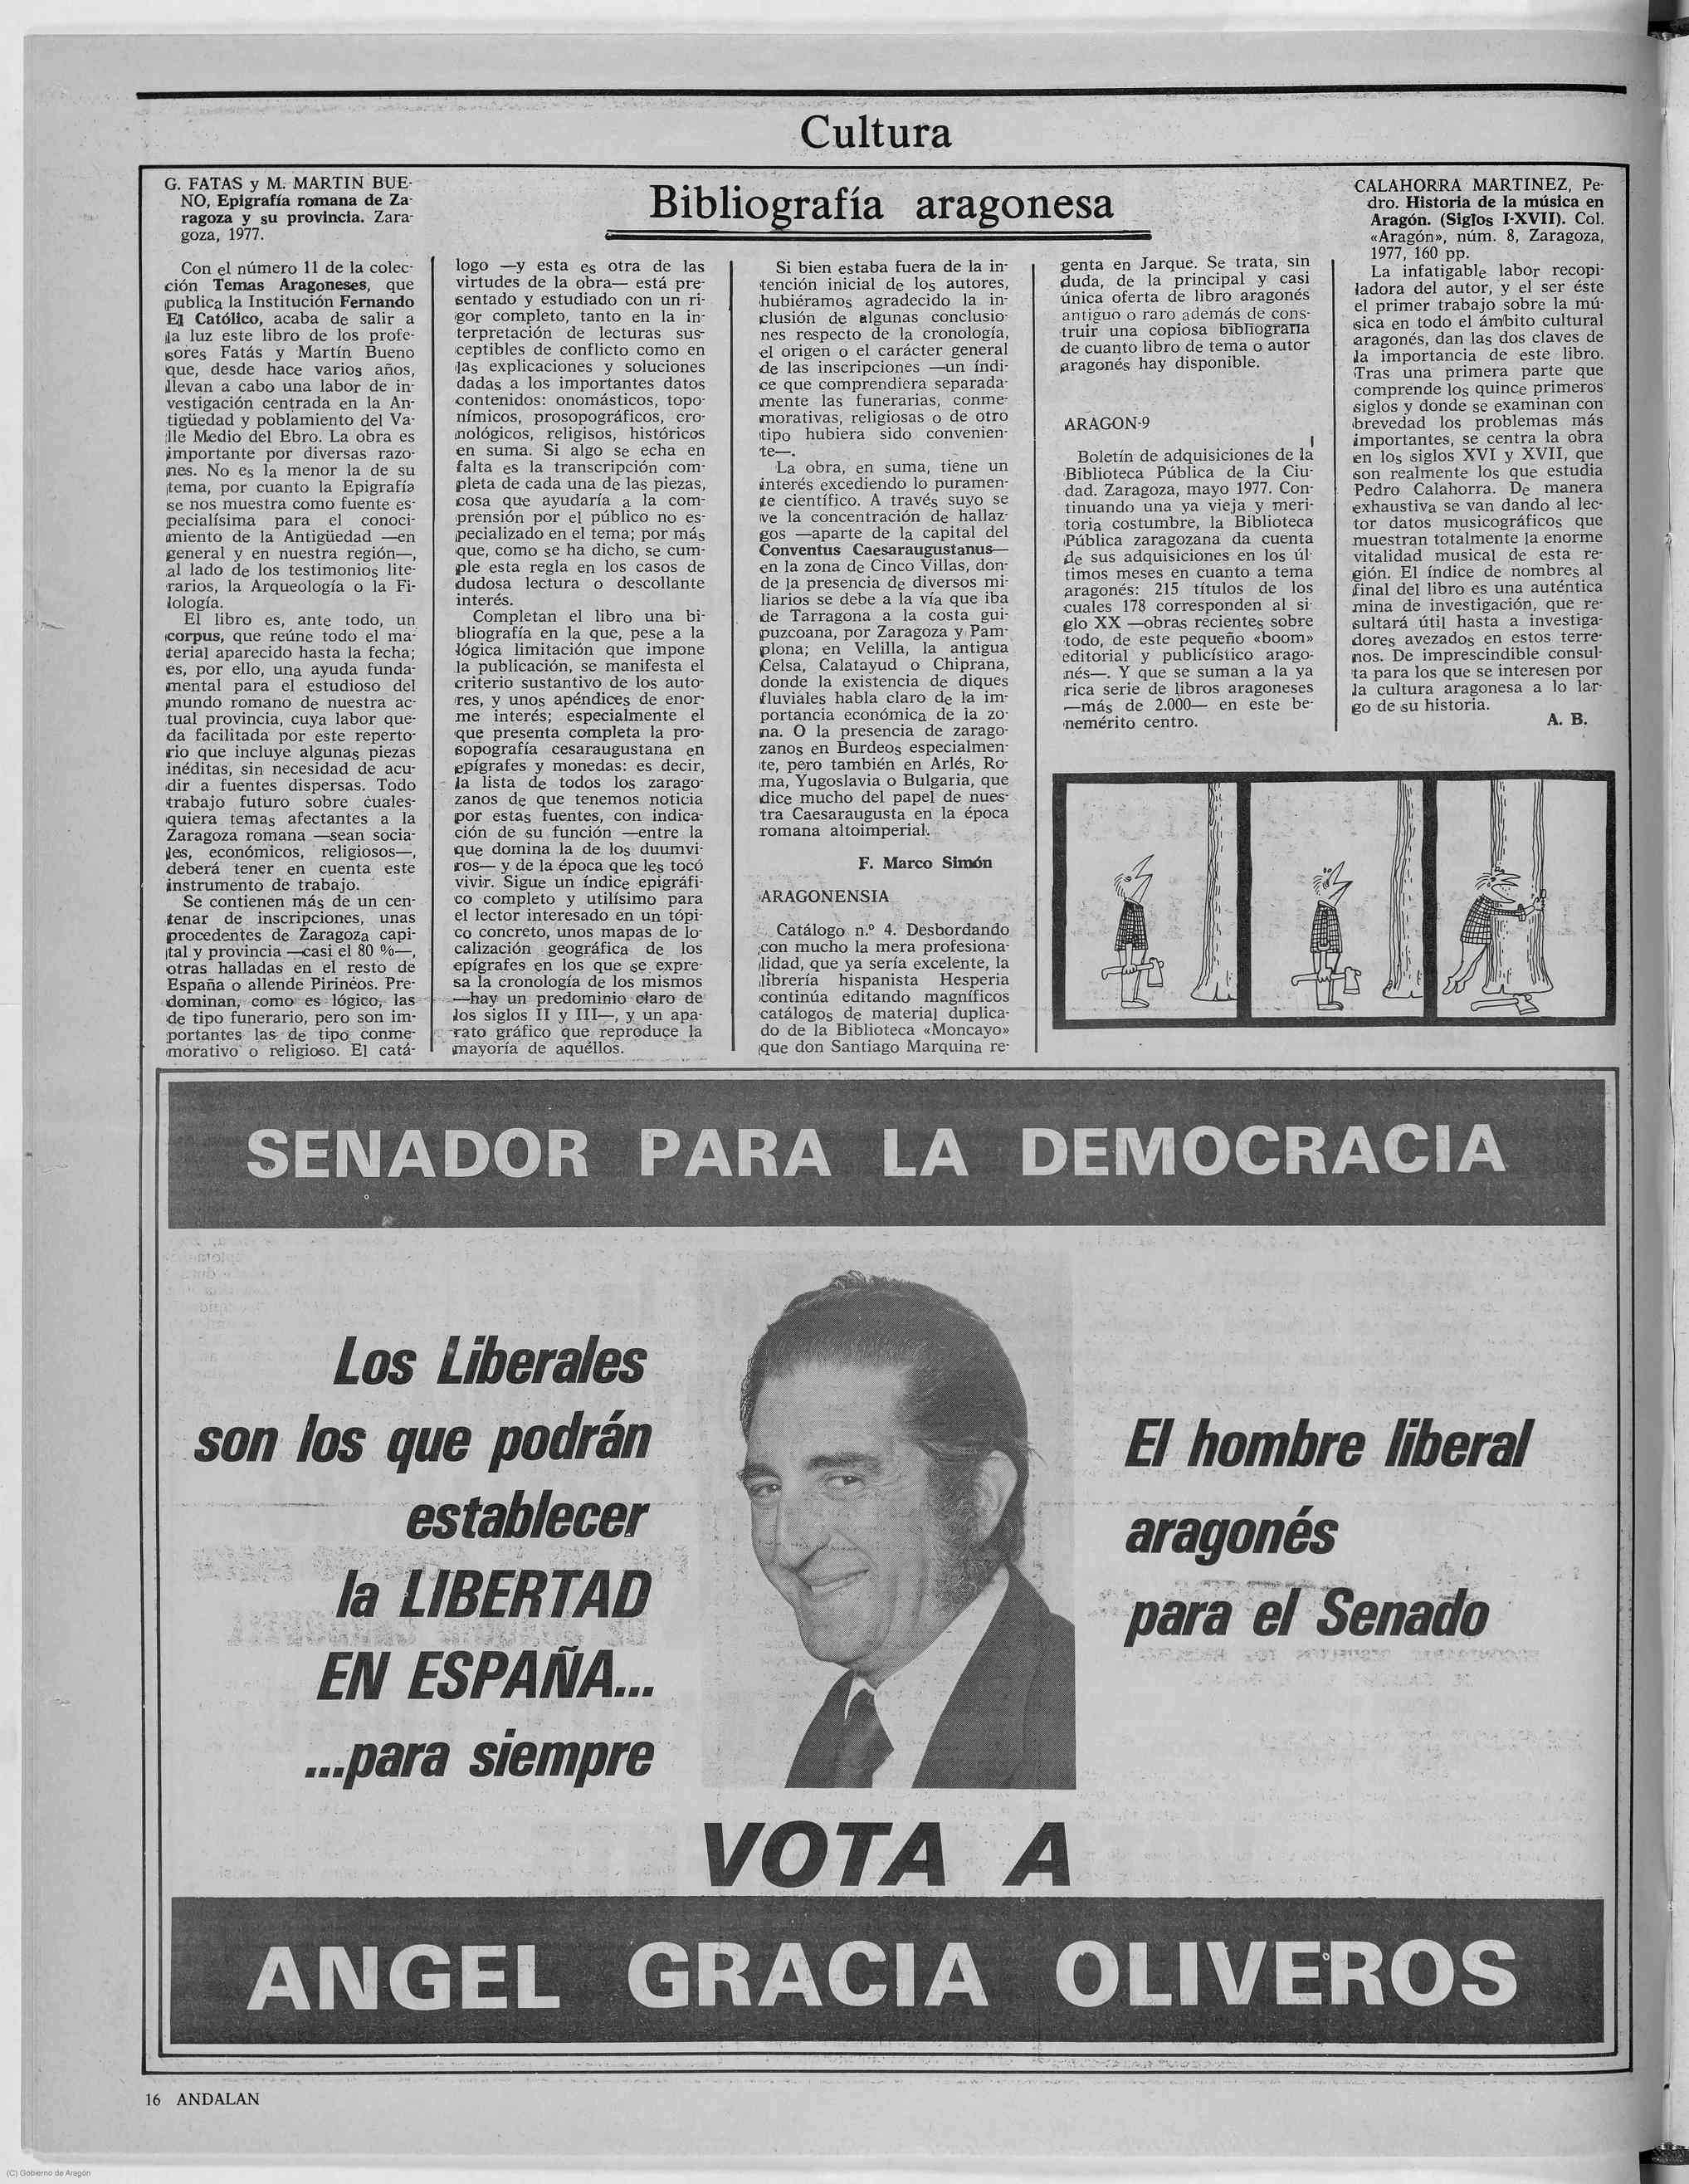 Cultura
Bibliografía aragonesa
G. FATAS y M. MARTIN BUE-
NO, Epigrafía romana de Za-
ragoza y su provincia. Zara-
goza, 1977.
Con el número 11 de la colec-
ción Temas Aragoneses, que
publica la Institución Fernando
El Católico, acaba de salir a
la luz este libro de los profe-
sores Fatás y Martín Bueno
que, desde hace varios años,
llevan a cabo una labor de in-
vestigación centrada en la An-
tigüedad y poblamiento del Va-
lle Medio del Ebro. La obra es
importante por diversas razo-
nes. No es la menor la de su
tema, por cuanto la Epigrafía
se nos muestra como fuente es-
pecialísima para el conoci-
miento de la Antigüedad —en
general y en nuestra región—,
al lado de los testimonios lite-
rarios, la Arqueología o la Fi-
lología.
El libro es, ante todo, un
corpus, que reúne todo el ma-
terial aparecido hasta la fecha;
es, por ello, una ayuda funda-
mental para el estudioso del
mundo romano de nuestra ac-
tual provincia, cuya labor que-
da facilitada por este reperto-
rio que incluye algunas piezas
inéditas, sin necesidad de acu-
dir a fuentes dispersas. Todo
trabajo futuro sobre cuales-
quiera temas afectantes a la
Zaragoza romana —sean socia-
les, económicos, religiosos—,
deberá tener en cuenta este
instrumento de trabajo.
Se contienen más de un cen-
tenar de inscripciones, unas
procedentes de Zaragoza capi-
tal y provincia —casi el 80 %—,
otras halladas en el resto de
España o allende Pirineos. Pre-
dominan, como es lógico, las
de tipo funerario, pero son im-
portantes las de tipo conme-
morativo o religioso. El catá-
logo —y esta es otra de las
virtudes de la obra— está pre-
sentado y estudiado con un ri-
gor completo, tanto en la in-
terpretación de lecturas sus-
ceptibles de conflicto como en
las explicaciones y soluciones
dadas a los importantes datos
contenidos: onomásticos, topo-
nímicos, prosopográficos, cro-
nológicos, religisos, históricos
en suma. Si algo se echa en
falta es la transcripción com-
pleta de cada una de las piezas,
cosa que ayudaría a la com-
prensión por el público no es-
pecializado en el tema; por más
que, como se ha dicho, se cum-
ple esta regla en los casos de
dudosa lectura o descollante
interés.
Completan el libro una bi-
bliografía en la que, pese a la
lógica limitación que impone
la publicación, se manifesta el
criterio sustantivo de los auto-
res, y unos apéndices de enor-
me interés; especialmente el
que presenta completa la pro-
sopografía cesaraugustana en
epígrafes y monedas: es decir,
la lista de todos los zarago-
zanos de que tenemos noticia
por estas fuentes, con indica-
ción de su función —entre la
que domina la de los duumvi-
ros— y de la época que les tocó
vivir. Sigue un índice epigráfi-
co completo y utilísimo para
el lector interesado en un tópi-
co concreto, unos mapas de lo-
calización geográfica de los
epígrafes en los que se expre-
sa la cronología de los mismos
—hay un predominio claro de
los siglos II y III—, y un apa-
rato gráfico que reproduce la
mayoría de aquéllos.
Si bien estaba fuera de la in-
tención inicial de los autores,
hubiéramos agradecido la in-
clusión de algunas conclusio-
nes respecto de la cronología,
el origen o el carácter general
de las inscripciones —un índi-
ce que comprendiera separada-
mente las funerarias, conme-
morativas, religiosas o de otro
tipo hubiera sido convenien-
te—.
La obra, en suma, tiene un
interés excediendo lo puramen-
te científico. A través suyo se
ve la concentración de hallaz-
gos —aparte de la capital del
Conventus Caesaraugustanus—
en la zona de Cinco Villas, don-
de la presencia de diversos mi-
liarios se debe a la vía que iba
de Tarragona a la costa gui-
puzcoana, por Zaragoza y Pam-
plona; en Velilla, la antigua
Celsa, Calatayud o Chiprana,
donde la existencia de diques
fluviales habla claro de la im-
portancia económica de la zo-
na. O la presencia de zarago-
zanos en Burdeos especialmen-
te, pero también en Arlés, Ro-
ma, Yugoslavia o Bulgaria, que
dice mucho del papel de nues-
tra Caesaraugusta en la época
romana altoimperial.
F. Marco Simón
ARAGONENSIA
Catálogo n.º 4. Desbordando
con mucho la mera profesiona-
lidad, que ya sería excelente, la
librería hispanista Hesperia
continúa editando magníficos
catálogos de material duplica-
do de la Biblioteca «Moncayo»
que don Santiago Marquina re-
genta en Jarque. Se trata, sin
duda, de la principal y casi
única oferta de libro aragonés
antiguo o raro además de cons-
truir una copiosa bibliografía
de cuanto libro de tema o autor
aragonés hay disponible.
ARAGON-9
Boletín de adquisiciones de la
Biblioteca Pública de la Ciu-
dad. Zaragoza, mayo 1977. Con-
tinuando una ya vieja y meri-
toria costumbre, la Biblioteca
Pública zaragozana da cuenta
de sus adquisiciones en los úl-
timos meses en cuanto a tema
aragonés: 215 títulos de los
cuales 178 corresponden al si-
glo XX —obras recientes sobre
todo, de este pequeño «boom»
editorial y publicístico arago-
nés—. Y que se suman a la ya
rica serie de libros aragoneses
—más de 2.000— en este be-
nemérito centro.
CALAHORRA MARTINEZ, Pe-
dro. Historia de la música en
Aragón. (Siglos I-XVII). Col.
«Aragón», núm. 8, Zaragoza,
1977, 160 pp.
La infatigable labor recopi-
ladora del autor, y el ser éste
el primer trabajo sobre la mú-
sica en todo el ámbito cultural
aragonés, dan las dos claves de
la importancia de este libro.
Tras una primera parte que
comprende los quince primeros
siglos y donde se examinan con
brevedad los problemas más
importantes, se centra la obra
en los siglos XVI y XVII, que
son realmente los que estudia
Pedro Calahorra. De manera
exhaustiva se van dando al lec-
tor datos musicográficos que
muestran totalmente la enorme
vitalidad musical de esta re-
gión. El índice de nombres al
final del libro es una auténtica
mina de investigación, que re-
sultará útil hasta a investiga-
dores avezados en estos terre-
nos. De imprescindible consul-
ta para los que se interesen por
la cultura aragonesa a lo lar-
go de su historia.
A. B.
SENADOR PARA LA DEMOCRACIA
Los Liberales
son los que podrán
establecer
la LIBERTAD
EN ESPAÑA...
...para siempre
El hombre liberal
aragonés
para el Senado
VOTA A
ANGEL GRACIA OLIVEROS
16 ANDALAN
(C) Gobierno de Aragón